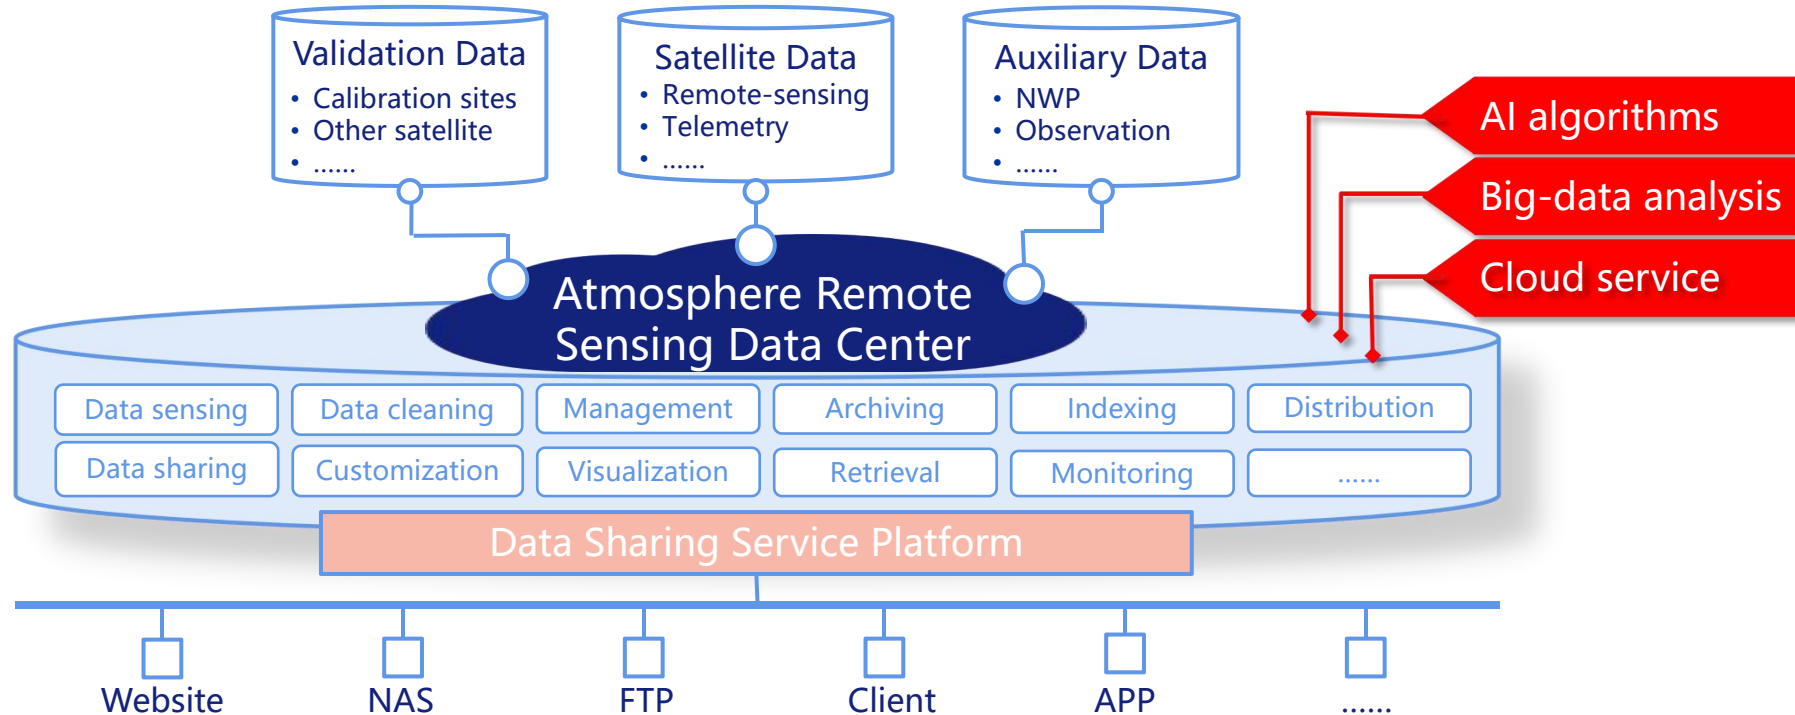 Validation Data
• Calibration sites
• Other satellite
• ......
Satellite Data
• Remote-sensing
• Telemetry
• ......
Auxiliary Data
• NWP
• Observation
• ......
AI algorithms
Big-data analysis
Cloud service
Atmosphere Remote
Sensing Data Center
Data sensing
Data cleaning
Management
Archiving
Indexing
Distribution
Data sharing
Customization
Visualization
Retrieval
Monitoring
......
Data Sharing Service Platform
Website
NAS
FTP
Client
APP
......